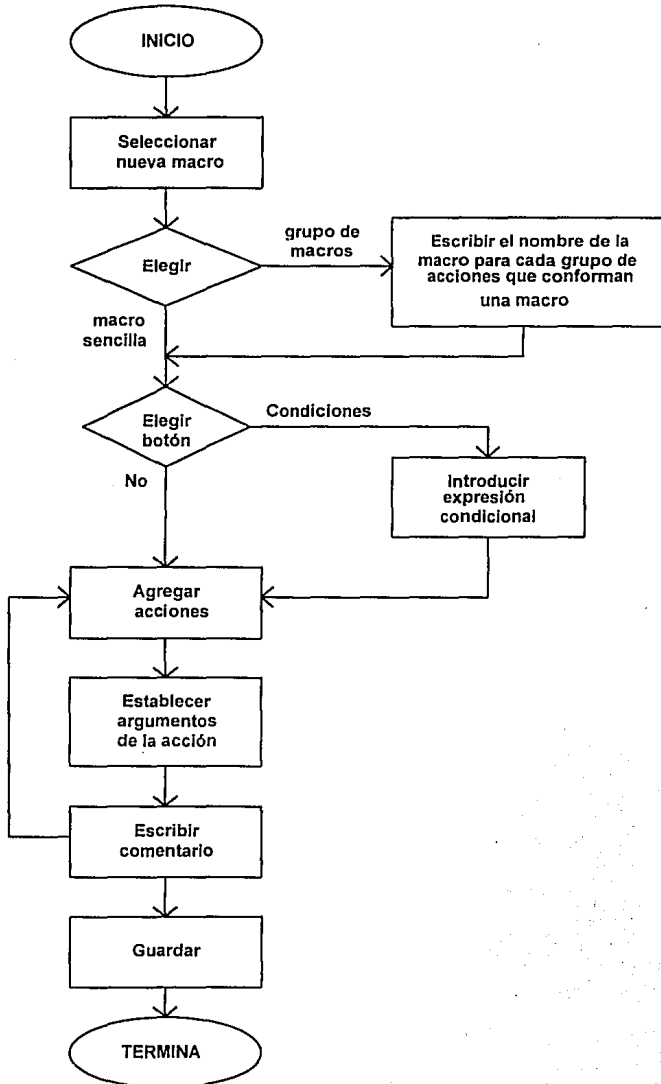 INICIO
Seleccionar
nueva macro
Elegir
grupo de
macros
Escribir el nombre de la
macro para cada grupo de
acciones que conforman
una macro
macro
sencilla
Elegir
botón
Condiciones
No
Introducir
expresión
condicional
Agregar
acciones
Establecer
argumentos
de la acción
Escribir
comentario
Guardar
TERMINA